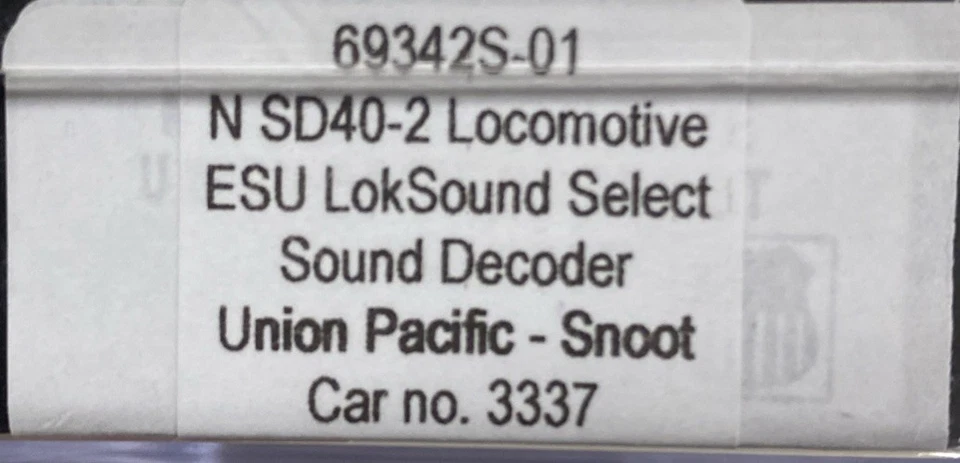 69342S-01
N SD40-2 Locomotive
ESU LokSound Select
Sound Decoder
Union Pacific - Snoot
Car no. 3337